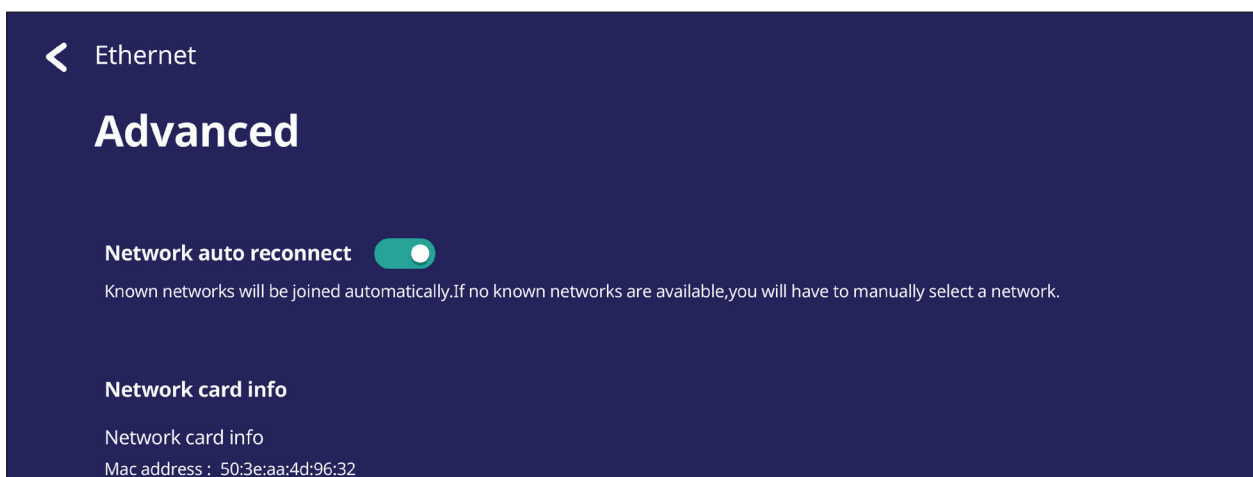 Ethernet
Advanced
Network auto reconnect
Known networks will be joined automatically.If no known networks are available,you will have to manually select a network.
Network card info
Network card info
Mac address : 50:3e:aa:4d:96:32